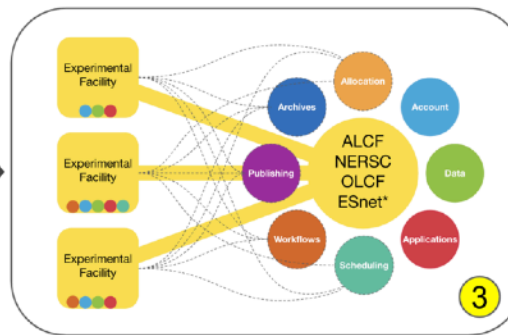 Experimental
Facility
Experimental
Facility
Experimental
Facility
Allocation
Archives
Account
Publishing
ALCF
NERSC
OLCF
ESnet*
Data
Workflows
Applications
Scheduling
3